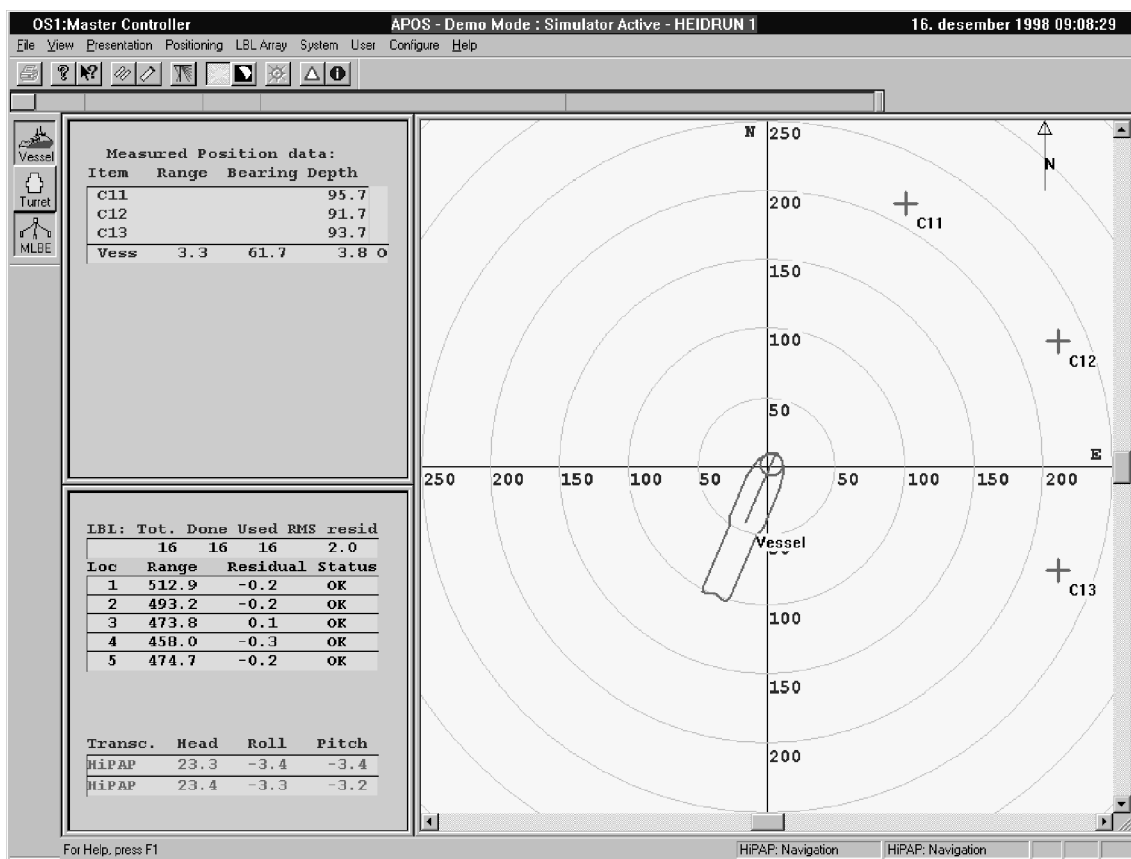 OS1:Master Controller APOS - Demo Mode : Simulator Active - HEIDRUN 1 16. desember 1998 09:08:29
File View Presentation Positioning LBL Array System User Configure Help
Vessel
Turret
MLBE
Measured Position data:
Item Range Bearing Depth
C11 95.7
C12 91.7
C13 93.7
Vess 3.3 61.7 3.8 O
LBL: Tot. Done Used RMS resid
16 16 16 2.0
Loc Range Residual Status
1 512.9 -0.2 OK
2 493.2 -0.2 OK
3 473.8 0.1 OK
4 458.0 -0.3 OK
5 474.7 -0.2 OK
Transc. Head Roll Pitch
HiPAP 23.3 -3.4 -3.4
HiPAP 23.4 -3.3 -3.2
N 250
N
200
C11
150
100
C12
50
E
250 200 150 100 50 50 100 150 200
Vessel
C13
100
150
200
For Help, press F1 HiPAP: Navigation HiPAP: Navigation